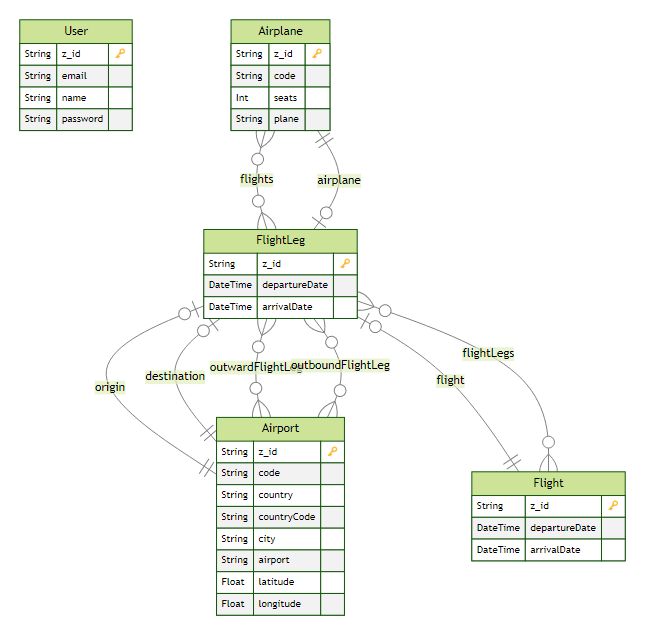 User
String z_id
String email
String name
String password
Airplane
String z_id
String code
Int seats
String plane
flights
airplane
FlightLeg
String z_id
DateTime departureDate
DateTime arrivalDate
origin
destination
outwardFlightLeg
outboundFlightLeg
flight
flightLegs
Airport
String z_id
String code
String country
String countryCode
String city
String airport
Float latitude
Float longitude
Flight
String z_id
DateTime departureDate
DateTime arrivalDate